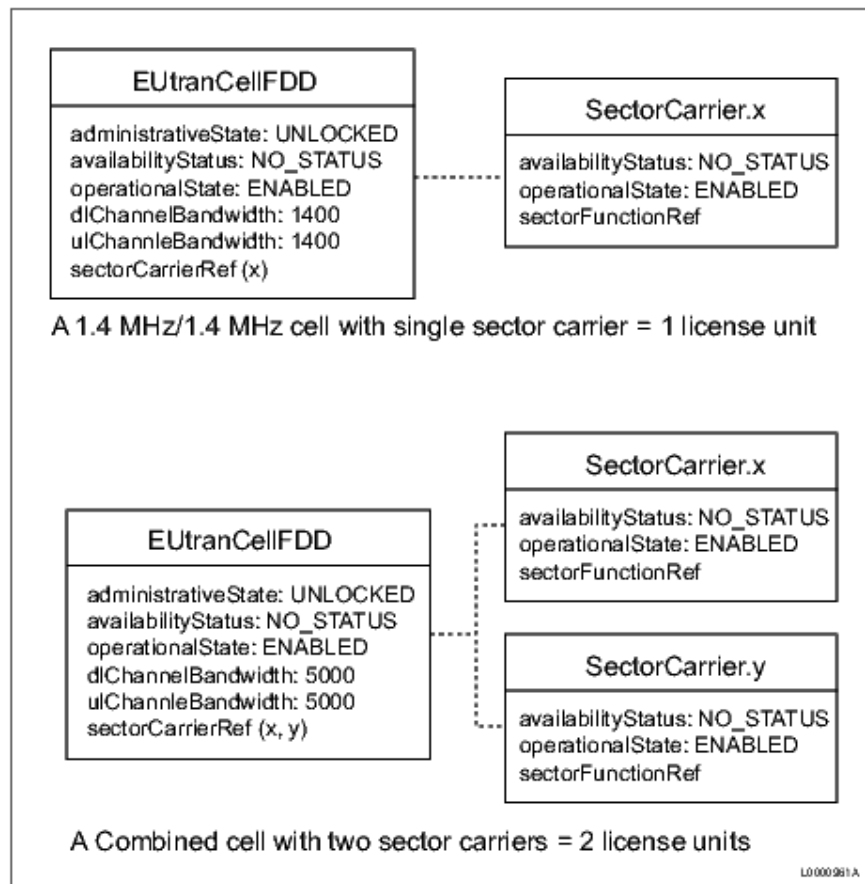 EUtranCellFDD
administrativeState: UNLOCKED
availabilityStatus: NO_STATUS
operationalState: ENABLED
dlChannelBandwidth: 1400
ulChannleBandwidth: 1400
sectorCarrierRef (x)
SectorCarrier.x
availabilityStatus: NO_STATUS
operationalState: ENABLED
sectorFunctionRef
A 1.4 MHz/1.4 MHz cell with single sector carrier = 1 license unit
EUtranCellFDD
administrativeState: UNLOCKED
availabilityStatus: NO_STATUS
operationalState: ENABLED
dlChannelBandwidth: 5000
ulChannleBandwidth: 5000
sectorCarrierRef (x, y)
SectorCarrier.x
availabilityStatus: NO_STATUS
operationalState: ENABLED
sectorFunctionRef
SectorCarrier.y
availabilityStatus: NO_STATUS
operationalState: ENABLED
sectorFunctionRef
A Combined cell with two sector carriers = 2 license units
L0000961A